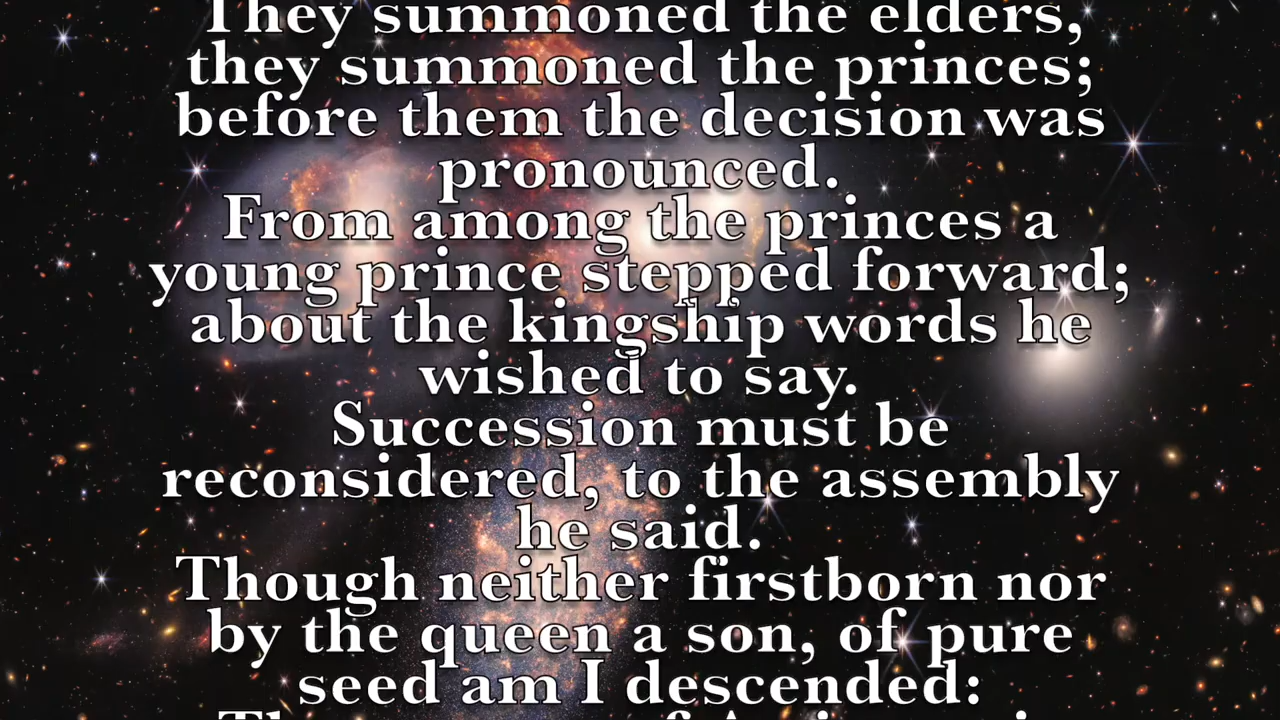 They summoned the elders,
they summoned the princes;
before them the decision was
pronounced.
From among the princes a
young prince stepped forward;
about the kingship words he
wished to say.
Succession must be
reconsidered, to the assembly
he said.
Though neither firstborn nor
by the queen a son, of pure
seed am I descended: